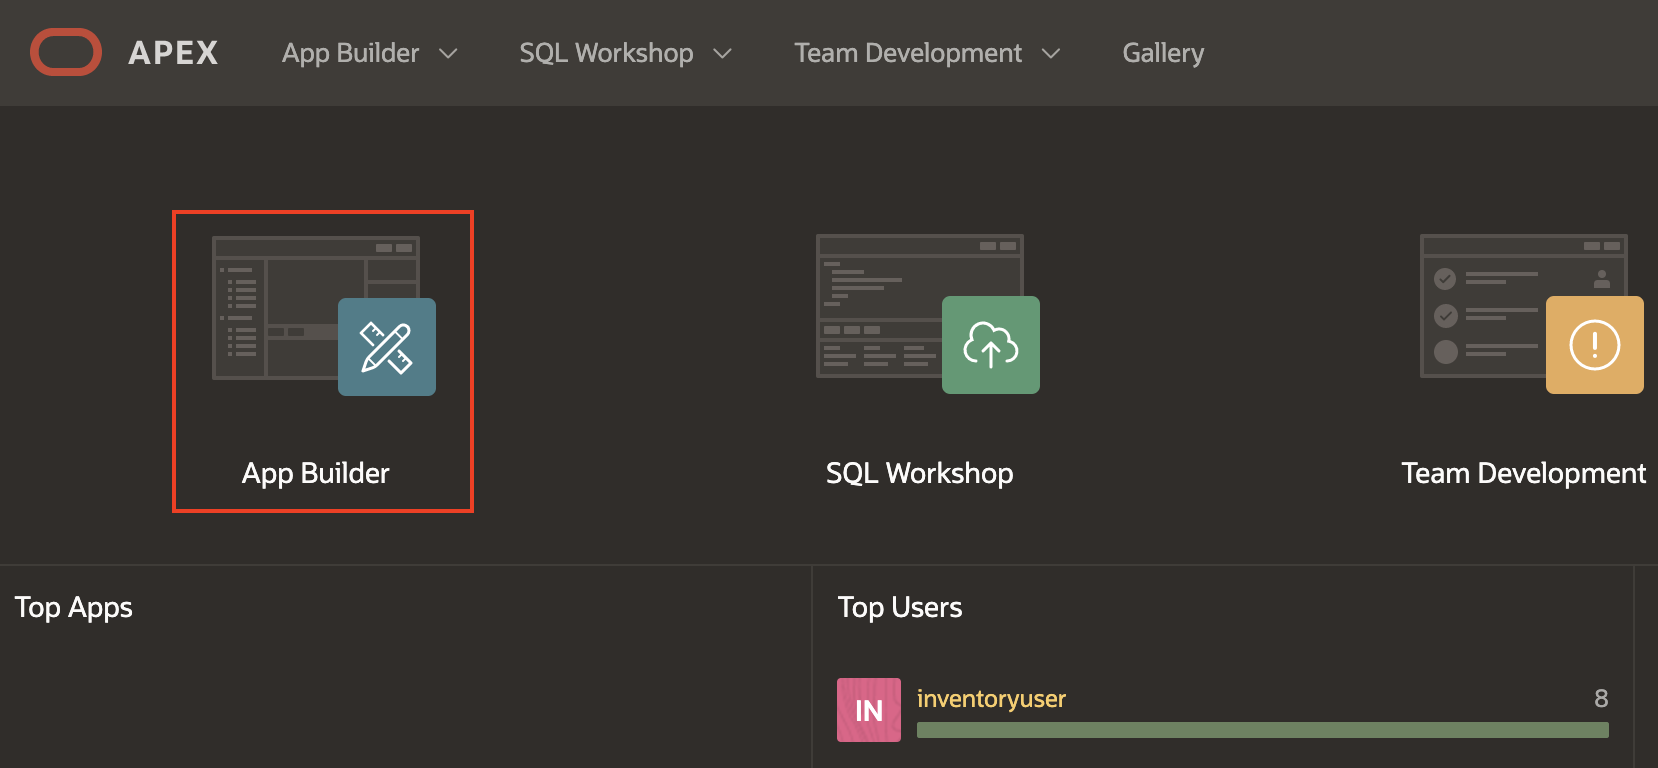 APEX App Builder SQL Workshop Team Development Gallery
App Builder SQL Workshop Team Development
Top Apps Top Users
IN inventoryuser 8